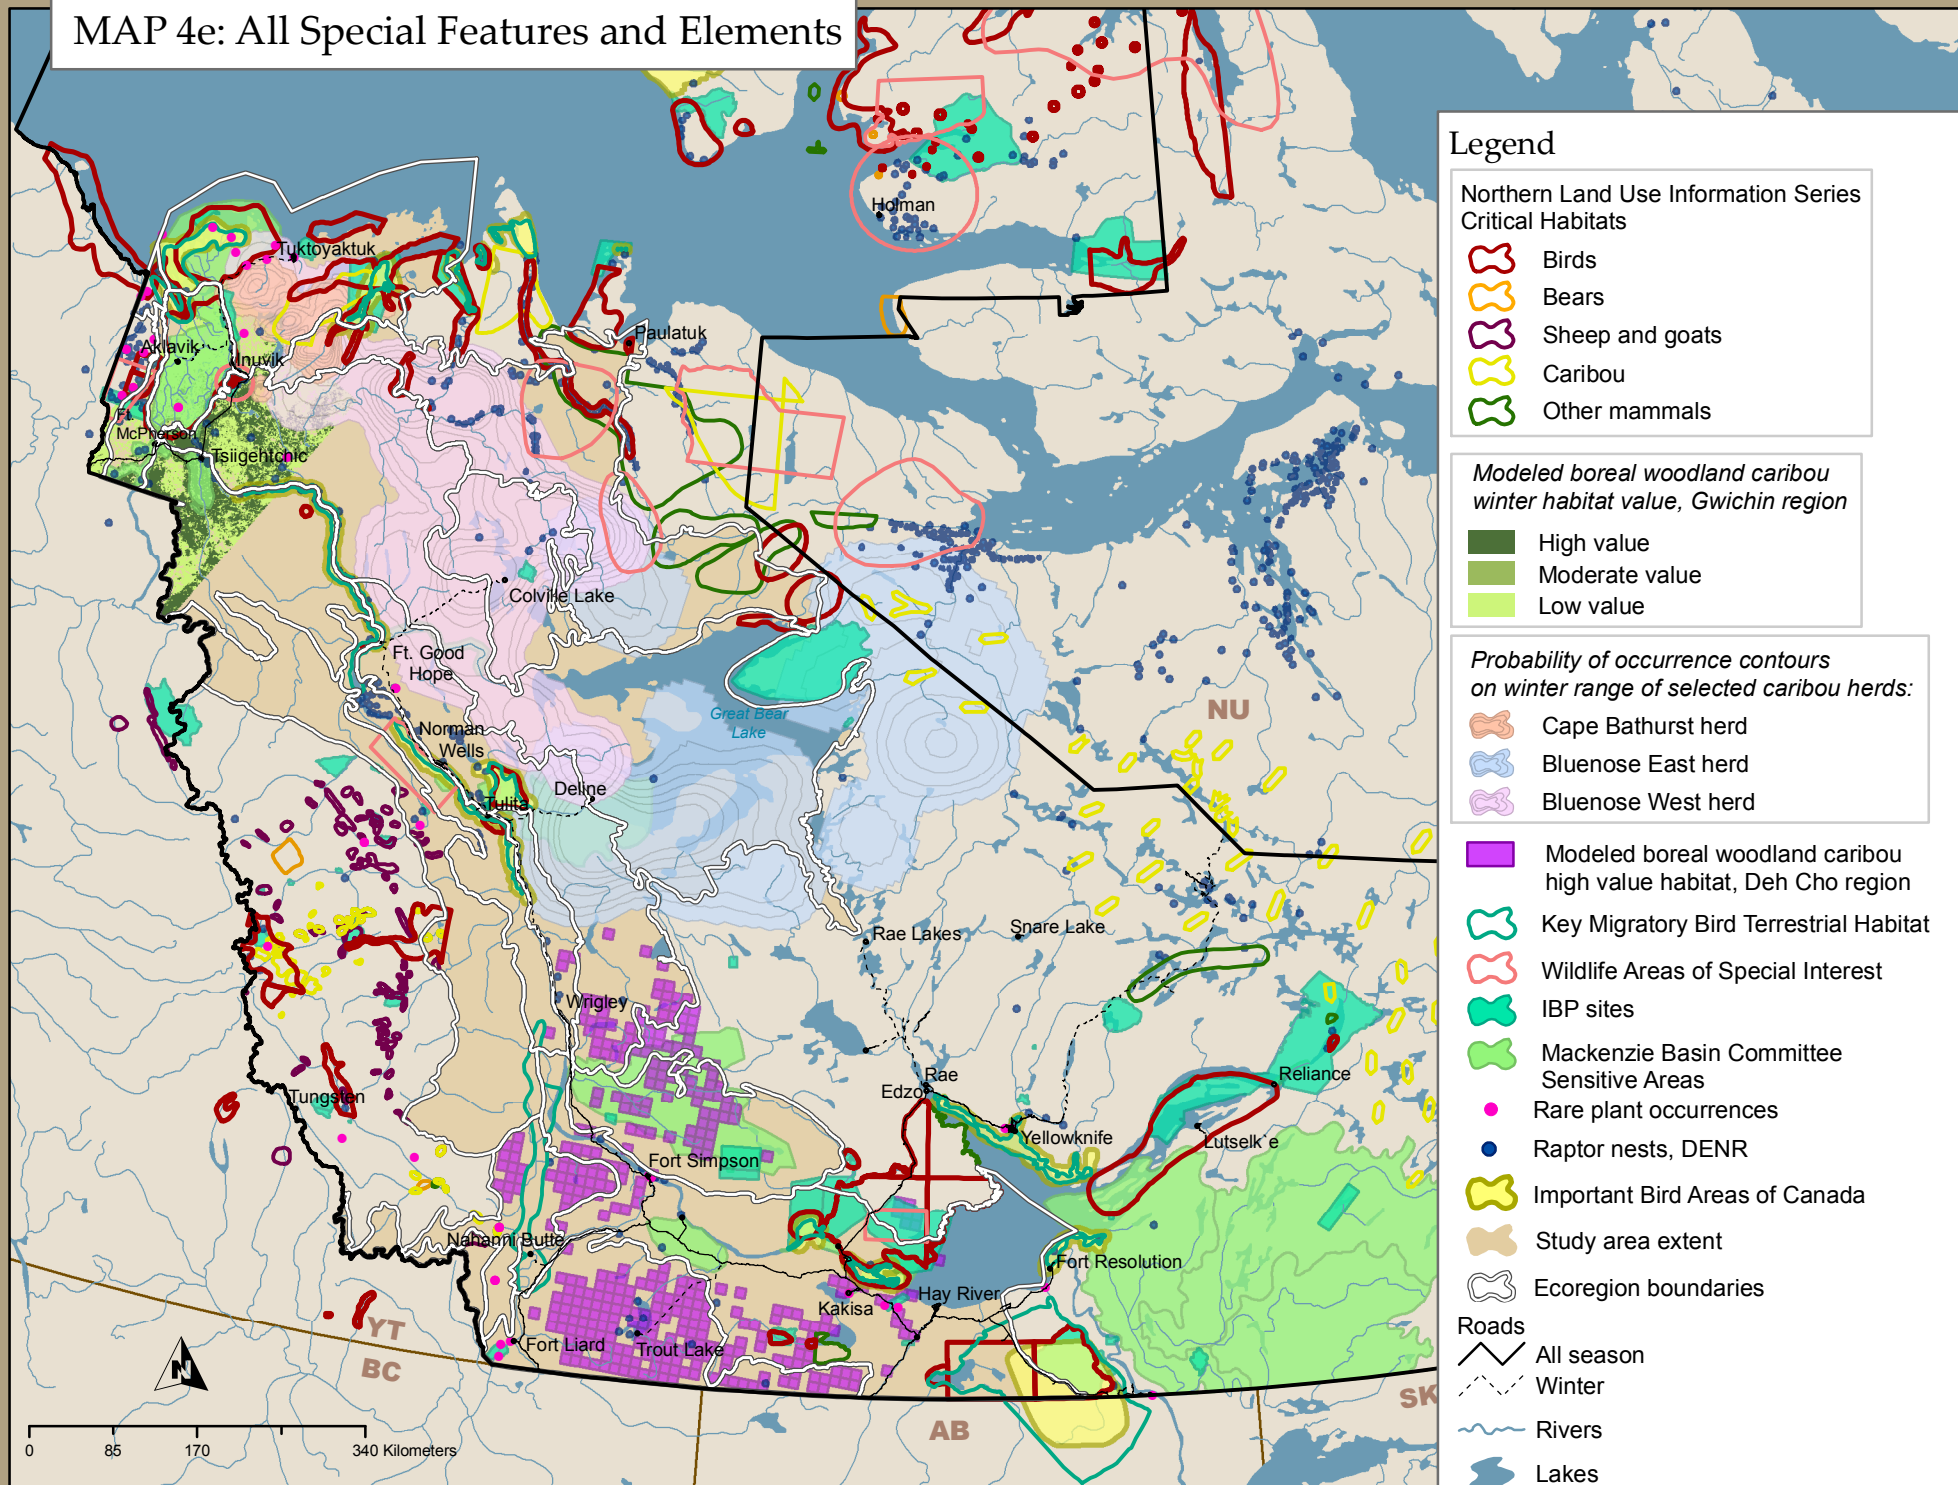 MAP 4e: All Special Features and Elements
Holman
Tuktoyaktuk
Paulatuk
Aklavik
Inuvik
Ft.
McPherson
Tsiigehtchic
Colville Lake
Ft. Good
Hope
Norman
Wells
Great Bear
Lake
NU
Tulita
Deline
Rae Lakes
Snare Lake
Wrigley
Rae
Edzo
Reliance
Tungsten
Yellowknife
Lutselk`e
Fort Simpson
Nahanni Butte
Fort Resolution
Hay River
Kakisa
Fort Liard
Trout Lake
YT
BC
AB
SK
N
0
85
170
340 Kilometers
Legend
Northern Land Use Information Series
Critical Habitats
Birds
Bears
Sheep and goats
Caribou
Other mammals
Modeled boreal woodland caribou
winter habitat value, Gwichin region
High value
Moderate value
Low value
Probability of occurrence contours
on winter range of selected caribou herds:
Cape Bathurst herd
Bluenose East herd
Bluenose West herd
Modeled boreal woodland caribou
high value habitat, Deh Cho region
Key Migratory Bird Terrestrial Habitat
Wildlife Areas of Special Interest
IBP sites
Mackenzie Basin Committee
Sensitive Areas
Rare plant occurrences
Raptor nests, DENR
Important Bird Areas of Canada
Study area extent
Ecoregion boundaries
Roads
All season
Winter
Rivers
Lakes